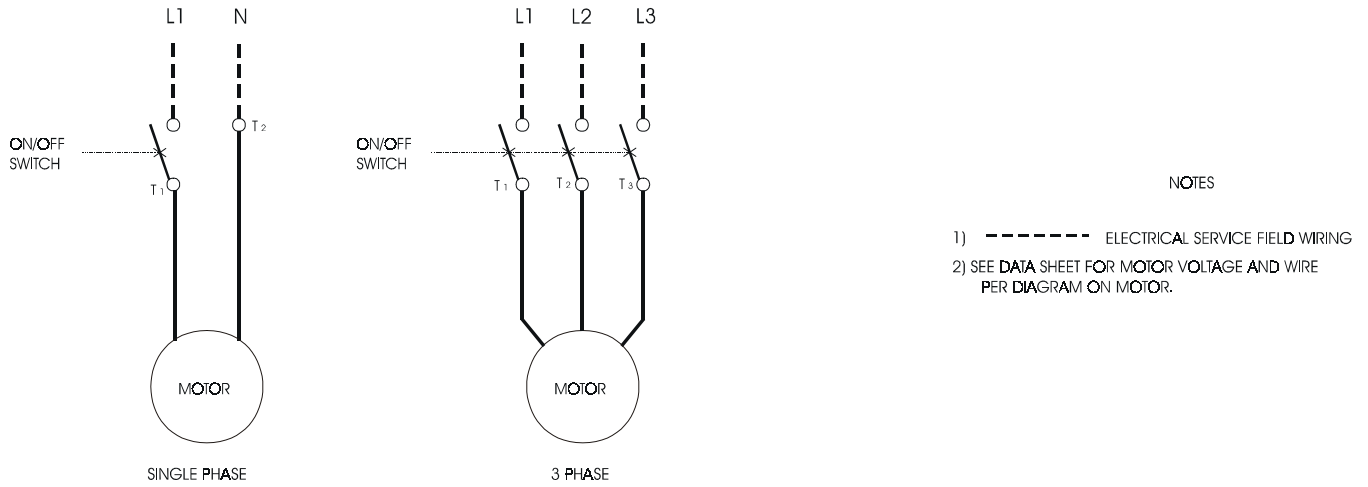 L1 N
ON/OFF
SWITCH
T1
T2
MOTOR
SINGLE PHASE
L1 L2 L3
ON/OFF
SWITCH
T1 T2 T3
MOTOR
3 PHASE
NOTES
1) ELECTRICAL SERVICE FIELD WIRING
2) SEE DATA SHEET FOR MOTOR VOLTAGE AND WIRE
PER DIAGRAM ON MOTOR.